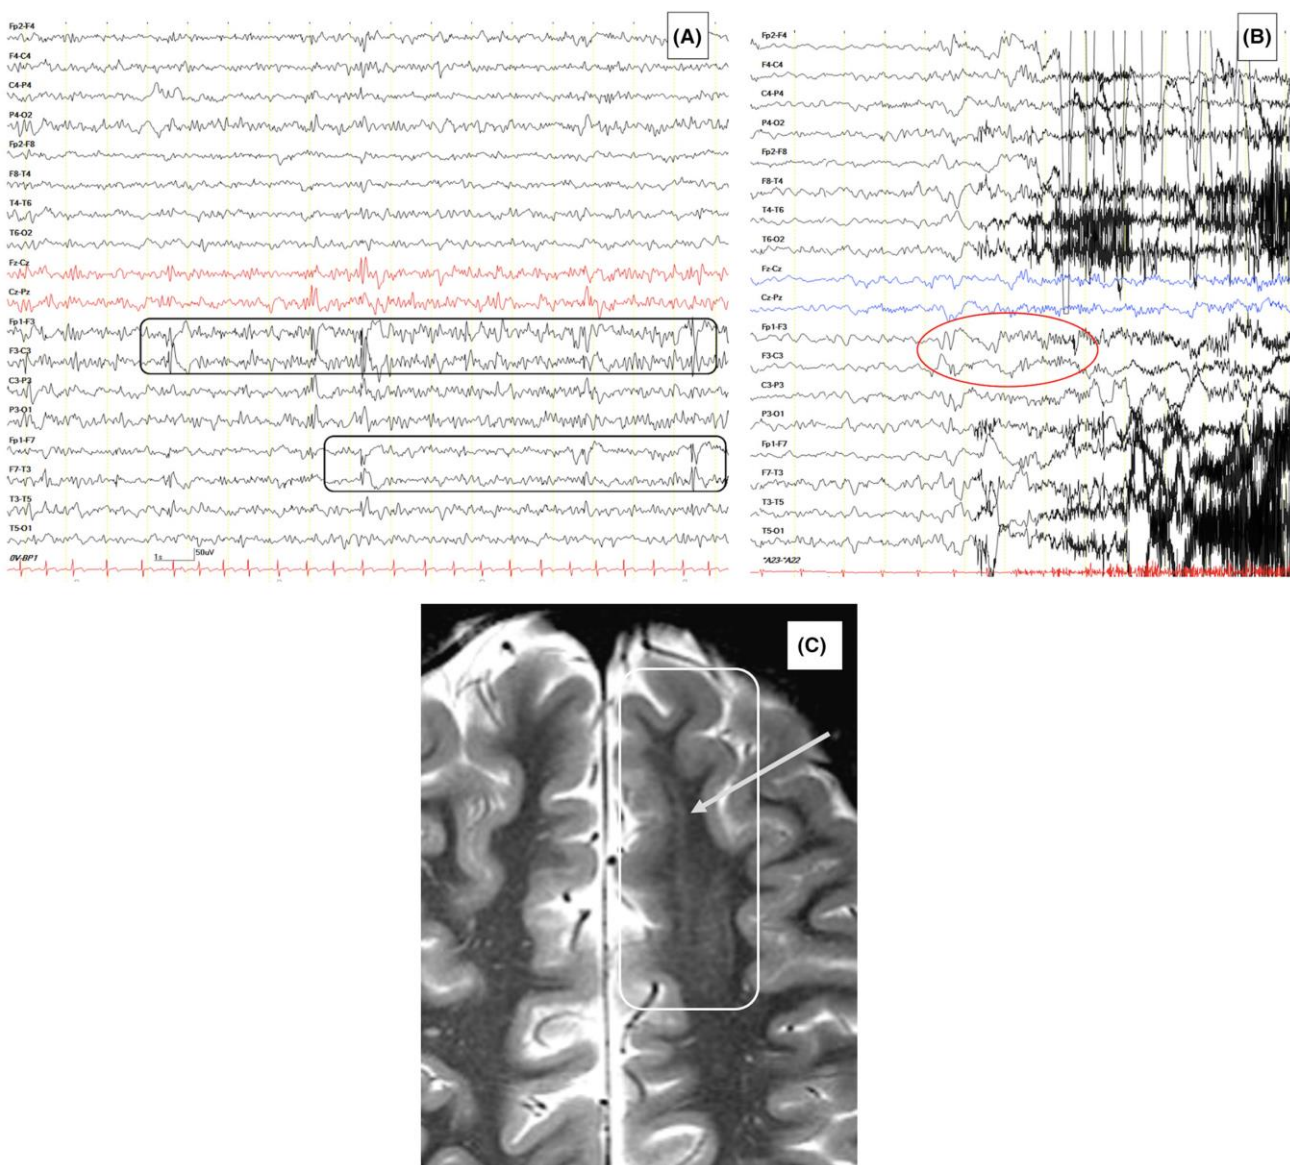 (A)
Fp2-F4
F4-C4
C4-P4
P4-O2
Fp2-F8
F8-T4
T4-T6
T6-O2
Fz-Cz
Cz-Pz
Fp1-F3
F3-C3
C3-P3
P3-O1
Fp1-F7
F7-T3
T3-T5
T5-O1
1s 50uV
(B)
Fp2-F4
F4-C4
C4-P4
P4-O2
Fp2-F8
F8-T4
T4-T6
T6-O2
Fz-Cz
Cz-Pz
Fp1-F3
F3-C3
C3-P3
P3-O1
Fp1-F7
F7-T3
T3-T5
T5-O1
*A23-*A22
(C)